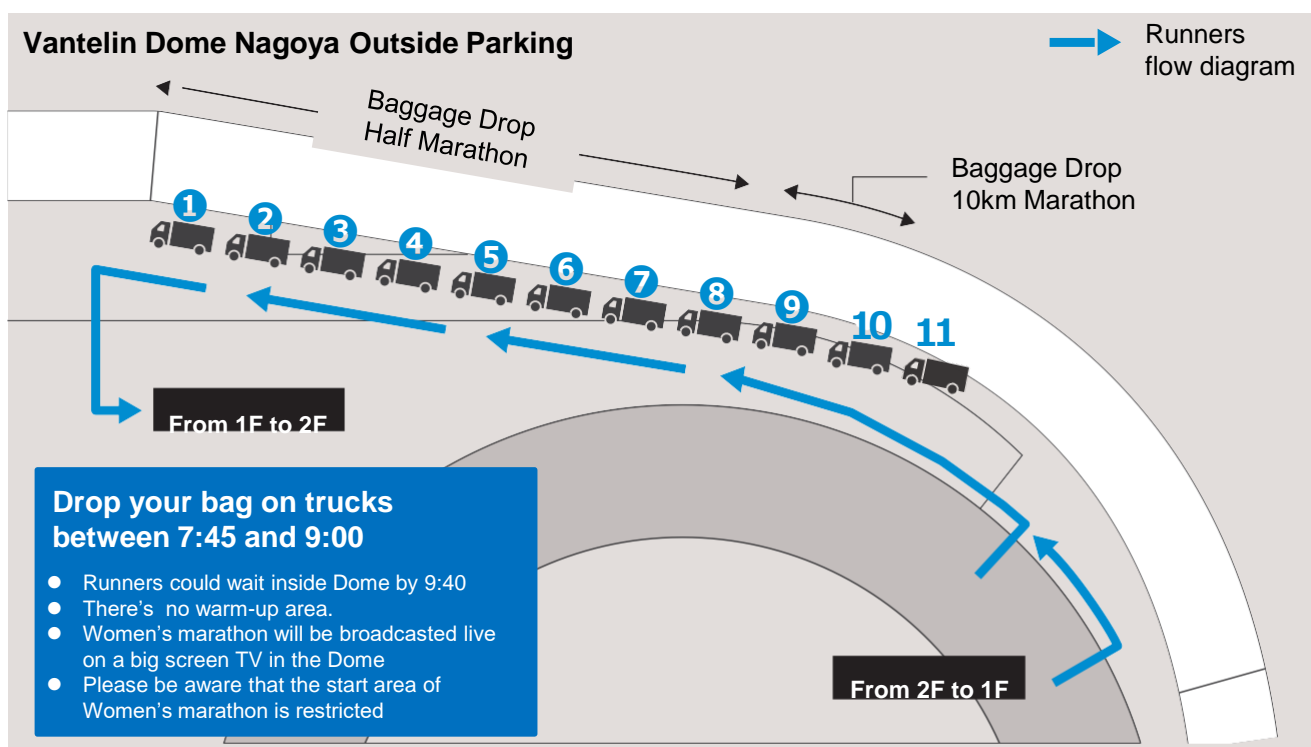 Vantelin Dome Nagoya Outside Parking
Runners
flow diagram
Baggage Drop
Half Marathon
Baggage Drop
10km Marathon
1
2
3
4
5
6
7
8
9
10
11
From 1F to 2F
Drop your bag on trucks
between 7:45 and 9:00
● Runners could wait inside Dome by 9:40
● There's  no warm-up area.
● Women's marathon will be broadcasted live
on a big screen TV in the Dome
● Please be aware that the start area of
Women's marathon is restricted
From 2F to 1F